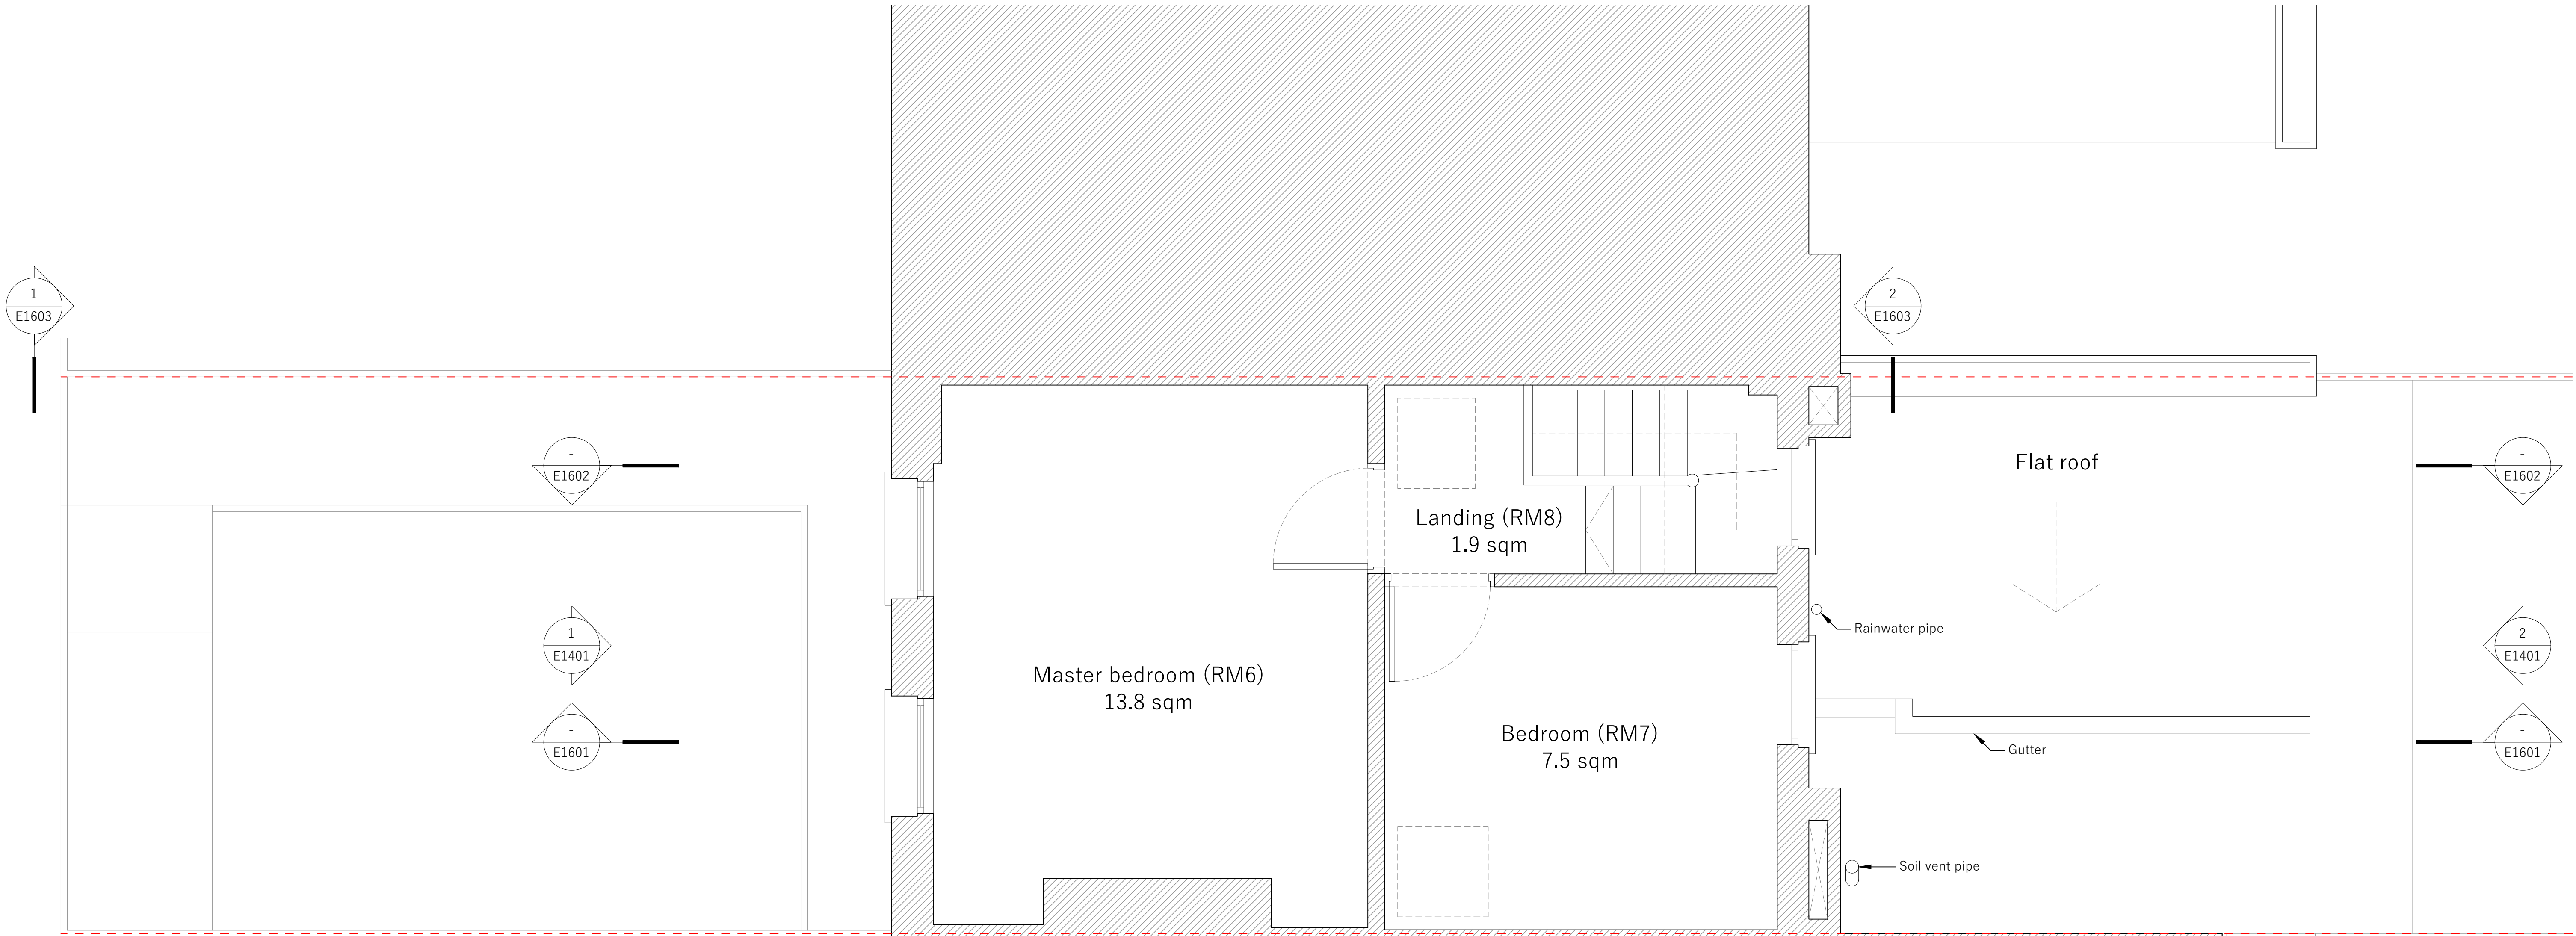 1
E1603
2
E1603
-
E1602
Flat roof
-
E1602
Landing (RM8)
1.9 sqm
1
E1401
Rainwater pipe
2
E1401
Master bedroom (RM6)
13.8 sqm
-
E1601
Bedroom (RM7)
7.5 sqm
Gutter
-
E1601
Soil vent pipe